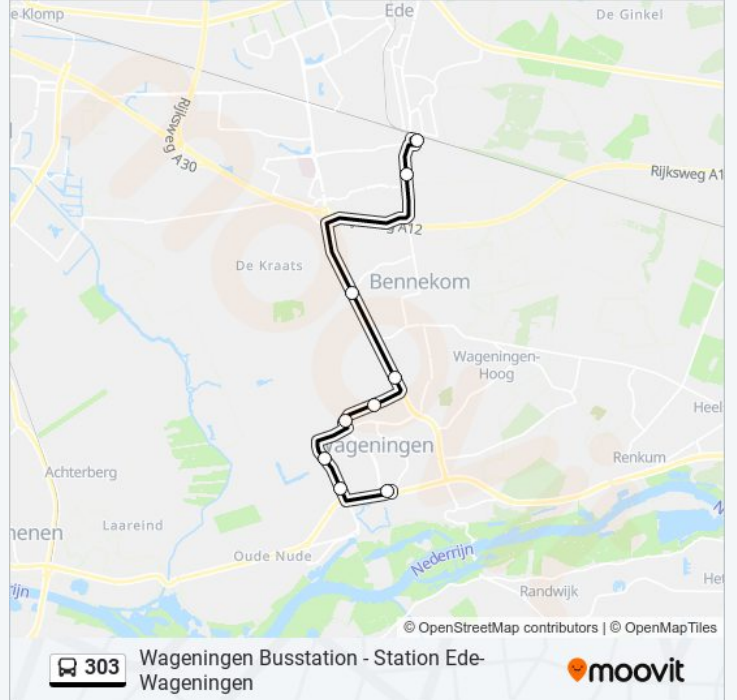 e Klomp
Ede
De Ginkel
Rijksweg A30
Rijksweg A1
A12
De Kraats
Bennekom
Wageningen-
Hoog
Heel
Wageningen
Renkum
Achterberg
Laareind
nenen
Oude Nude
Nederrijn
N
rijn
Randwijk
Het
© OpenStreetMap contributors | © OpenMapTiles
303
Wageningen Busstation - Station Ede-
Wageningen
moovit